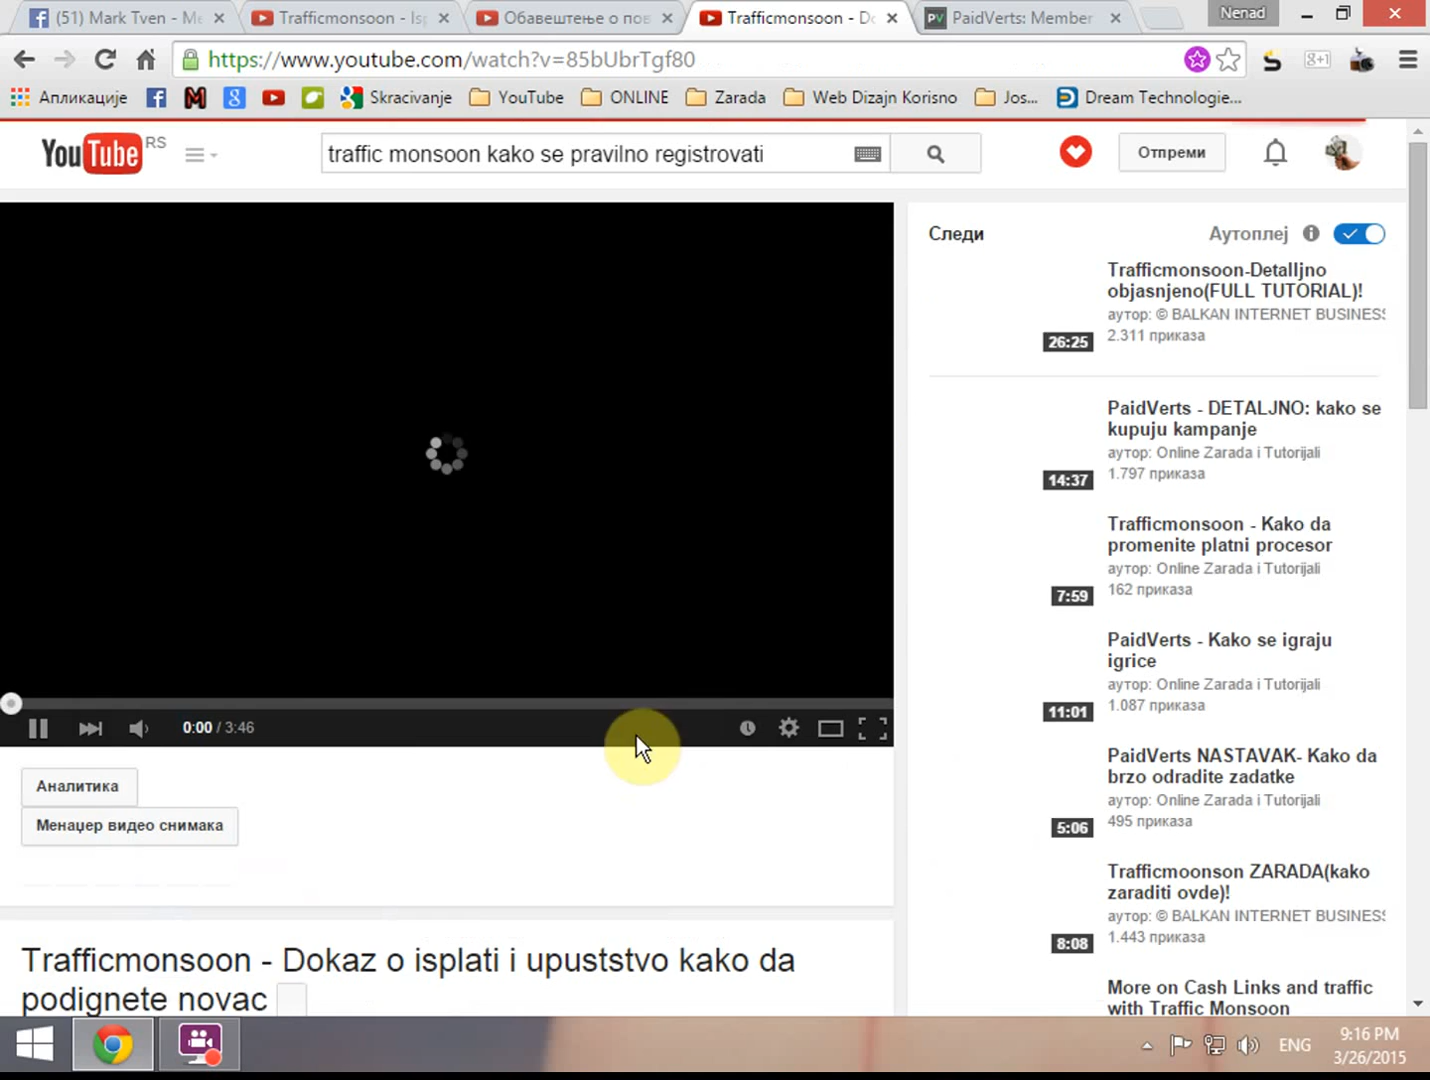 (51) Mark Tven - Me
Trafficmonsoon - Isp
Обавештење о пов
Trafficmonsoon - Do
PV
PaidVerts: Member
Nenad
https://www.youtube.com/watch?v=85bUbrTgf80
g+1
Апликације
8
Skracivanje
YouTube
ONLINE
Zarada
Web Dizajn Korisno
Jos...
Dream Technologie...
YouTube RS
traffic monsoon kako se pravilno registrovati
Отпреми
Следи
Аутоплеј
Trafficmonsoon-Detalljno
objasnjeno(FULL TUTORIAL)!
аутор: © BALKAN INTERNET BUSINESS
26:25
2.311 приказа
PaidVerts - DETALJNO: kako se
kupuju kampanje
аутор: Online Zarada i Tutorijali
14:37
1.797 приказа
Trafficmonsoon - Kako da
promenite platni procesor
аутор: Online Zarada i Tutorijali
7:59
162 приказа
PaidVerts - Kako se igraju
igrice
аутор: Online Zarada i Tutorijali
11:01
1.087 приказа
PaidVerts NASTAVAK- Kako da
brzo odradite zadatke
аутор: Online Zarada i Tutorijali
5:06
495 приказа
Trafficmoonson ZARADA(kako
zaraditi ovde)!
аутор: © BALKAN INTERNET BUSINESS
8:08
1.443 приказа
More on Cash Links and traffic
with Traffic Monsoon
0:00 / 3:46
Аналитика
Менаџер видео снимака
Trafficmonsoon - Dokaz o isplati i upuststvo kako da
podignete novac
ENG
9:16 PM
3/26/2015